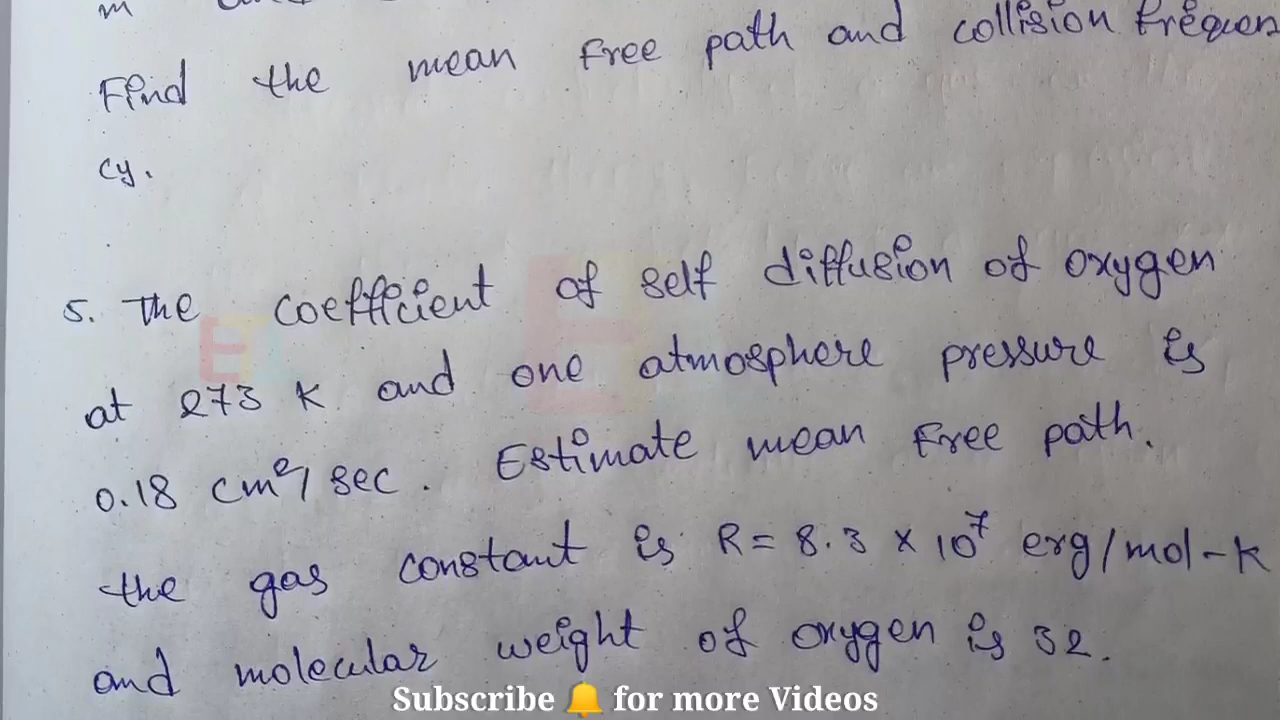 m
Find the mean free path and collision frequen
cy.
5. The coefficient of self diffusion of oxygen
at 273 K and one atmosphere pressure is
0.18 cm²/sec. Estimate mean free path.
the gas constant is R = 8.3 × 10⁷ erg/mol-K
and molecular weight of oxygen is 32.
Subscribe 🔔 for more Videos